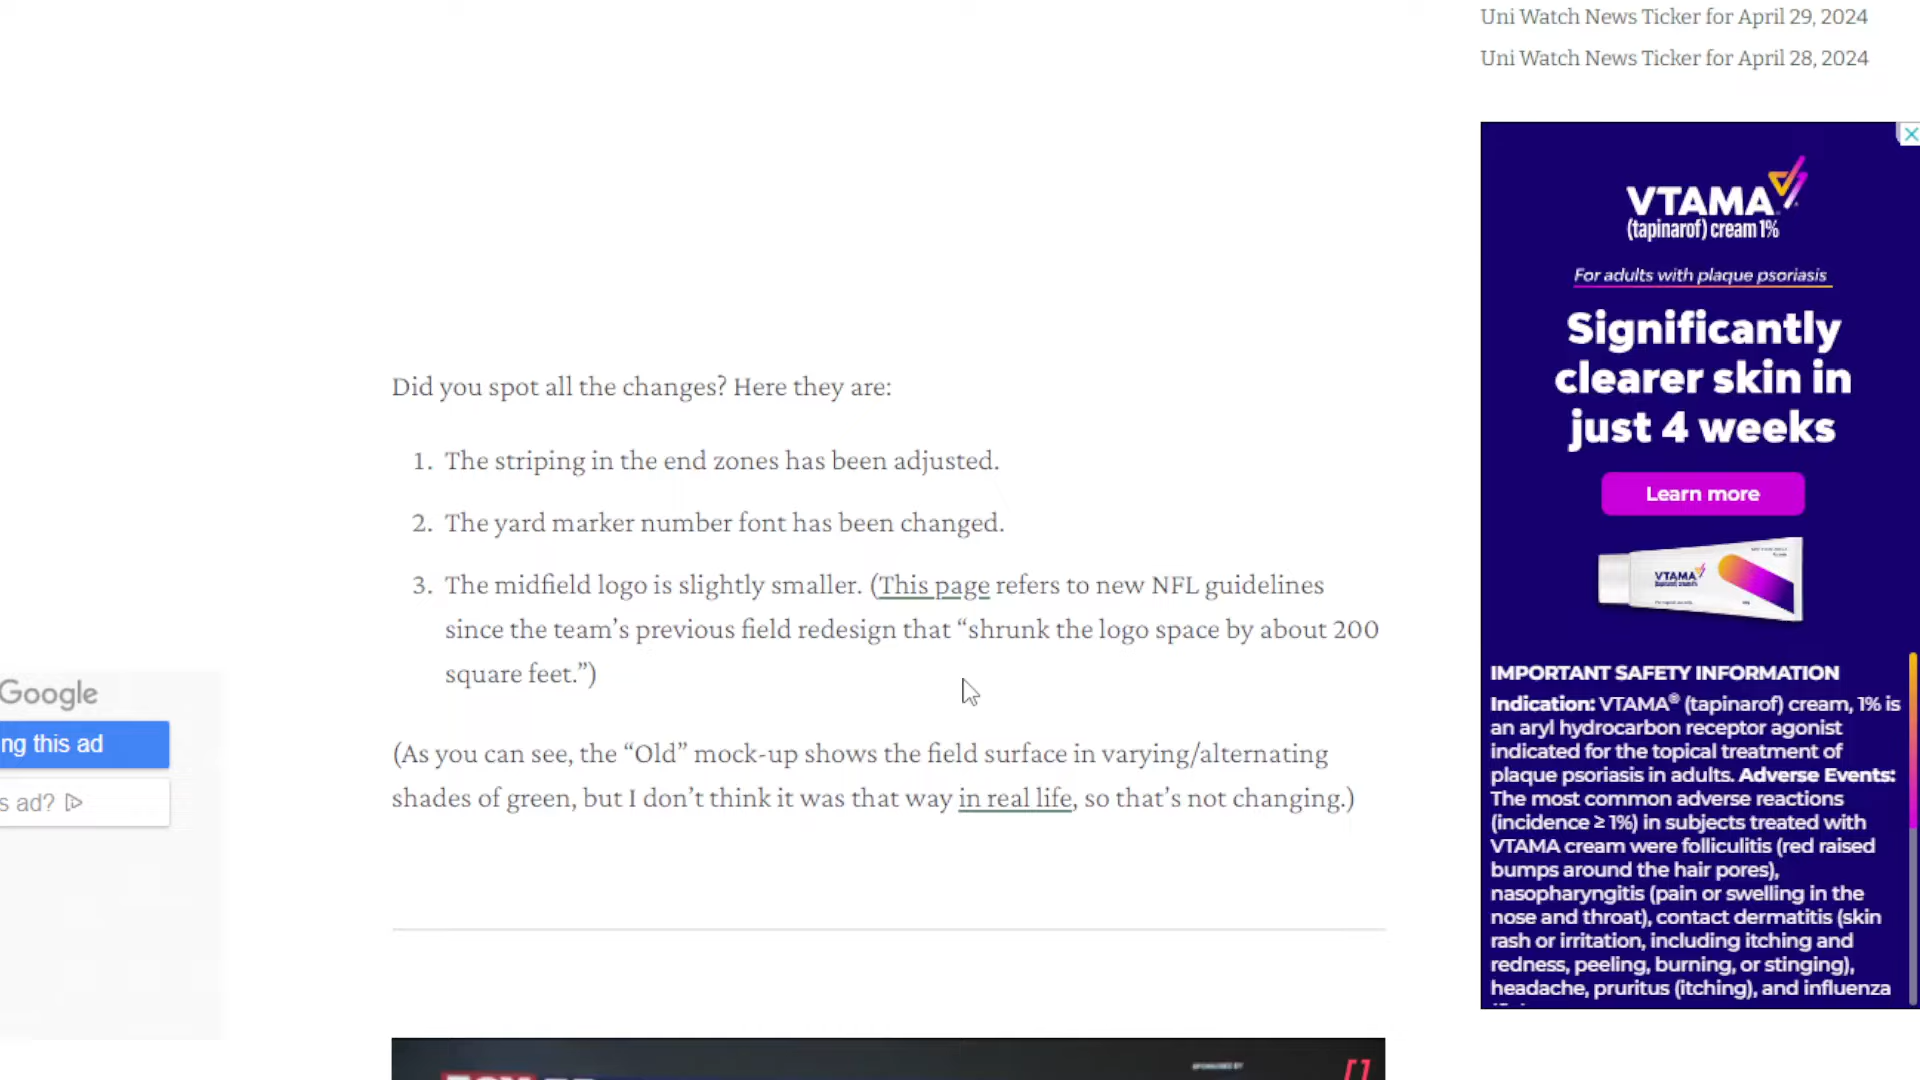 Uni Watch News Ticker for April 29, 2024
Uni Watch News Ticker for April 28, 2024
Did you spot all the changes? Here they are:
1. The striping in the end zones has been adjusted.
2. The yard marker number font has been changed.
3. The midfield logo is slightly smaller. (This page refers to new NFL guidelines
since the team’s previous field redesign that “shrunk the logo space by about 200
square feet.”)
(As you can see, the “Old” mock-up shows the field surface in varying/alternating
shades of green, but I don’t think it was that way in real life, so that’s not changing.)
Google
ng this ad
s ad?
VTAMA
(tapinarof) cream 1%
For adults with plaque psoriasis
Significantly
clearer skin in
just 4 weeks
Learn more
VTAMA
IMPORTANT SAFETY INFORMATION
Indication: VTAMA® (tapinarof) cream, 1% is
an aryl hydrocarbon receptor agonist
indicated for the topical treatment of
plaque psoriasis in adults. Adverse Events:
The most common adverse reactions
(incidence ≥ 1%) in subjects treated with
VTAMA cream were folliculitis (red raised
bumps around the hair pores),
nasopharyngitis (pain or swelling in the
nose and throat), contact dermatitis (skin
rash or irritation, including itching and
redness, peeling, burning, or stinging),
headache, pruritus (itching), and influenza
SPONSORED BY